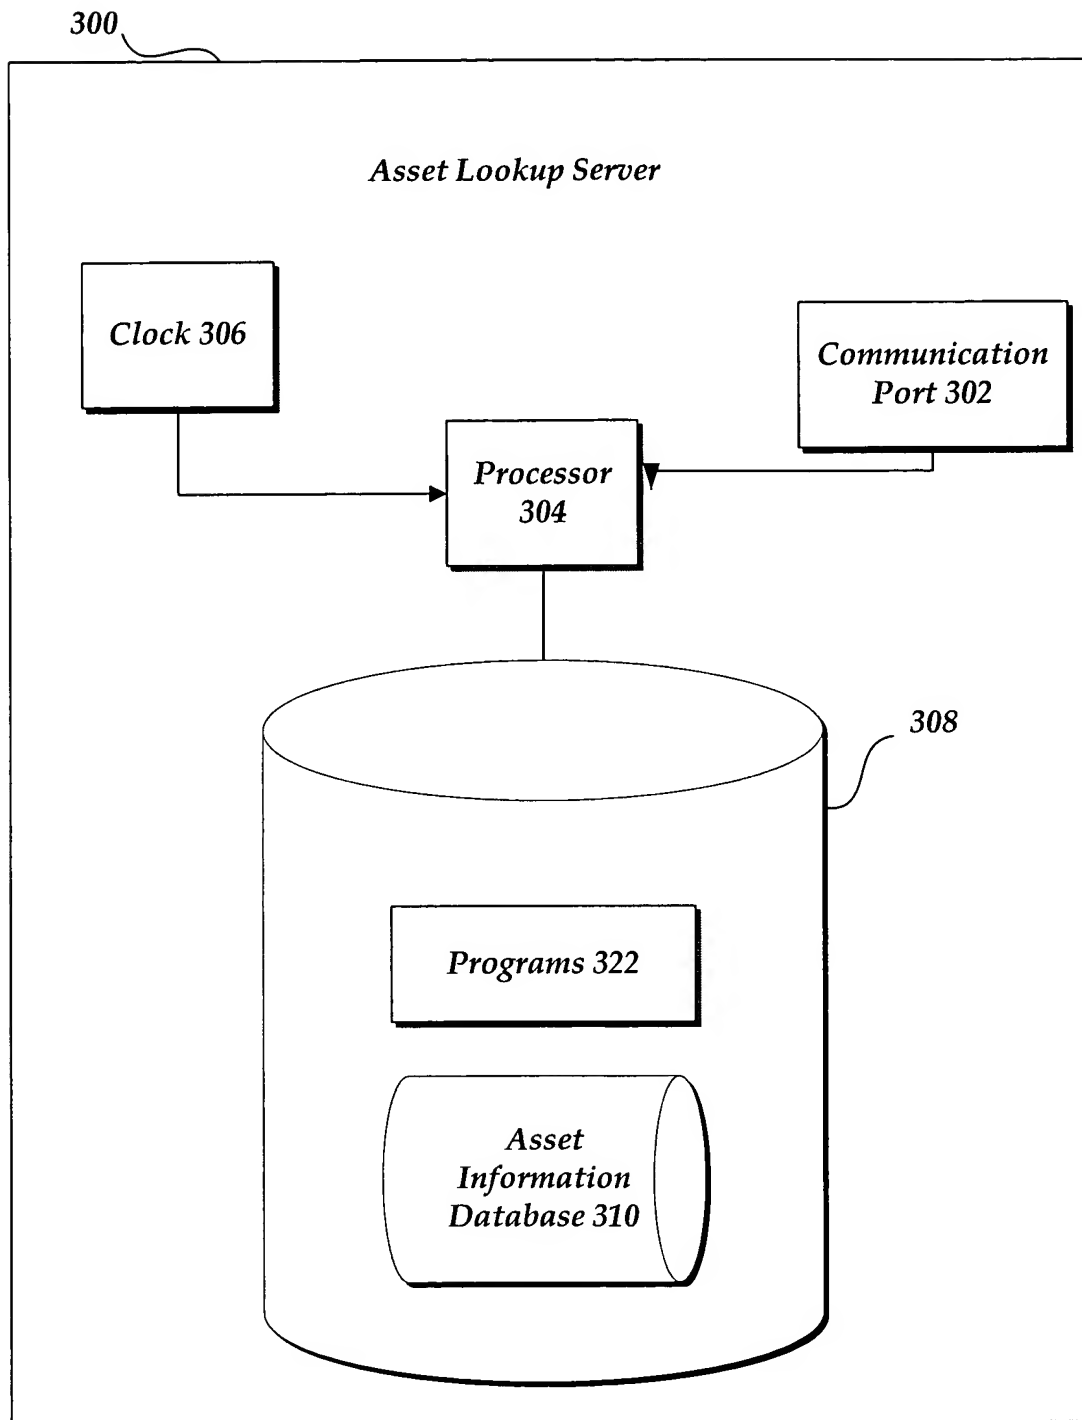 300
Asset Lookup Server
Clock 306
Communication
Port 302
Processor
304
308
Programs 322
Asset
Information
Database 310